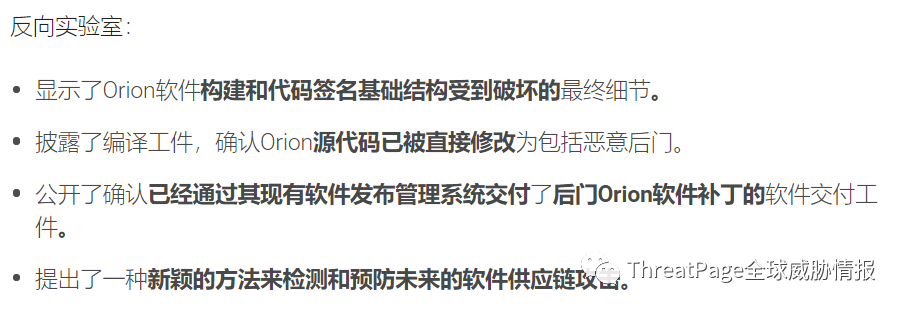 反向实验室：
• 显示了Orion软件构建和代码签名基础结构受到破坏的最终细节。
• 披露了编译工件，确认Orion源代码已被直接修改为包括恶意后门。
• 公开了确认已经通过其现有软件发布管理系统交付了后门Orion软件补丁的软件交付工
件。
• 提出了一种新颖的方法来检测和预防未来的软件供应链攻击。
ThreatPage全球威胁情报